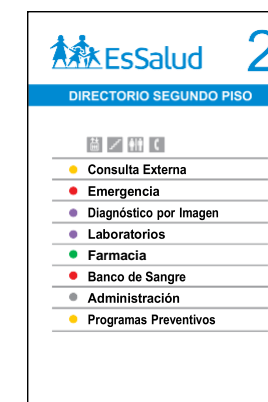 EsSalud
2
DIRECTORIO SEGUNDO PISO
Consulta Externa
Emergencia
Diagnóstico por Imagen
Laboratorios
Farmacia
Banco de Sangre
Administración
Programas Preventivos